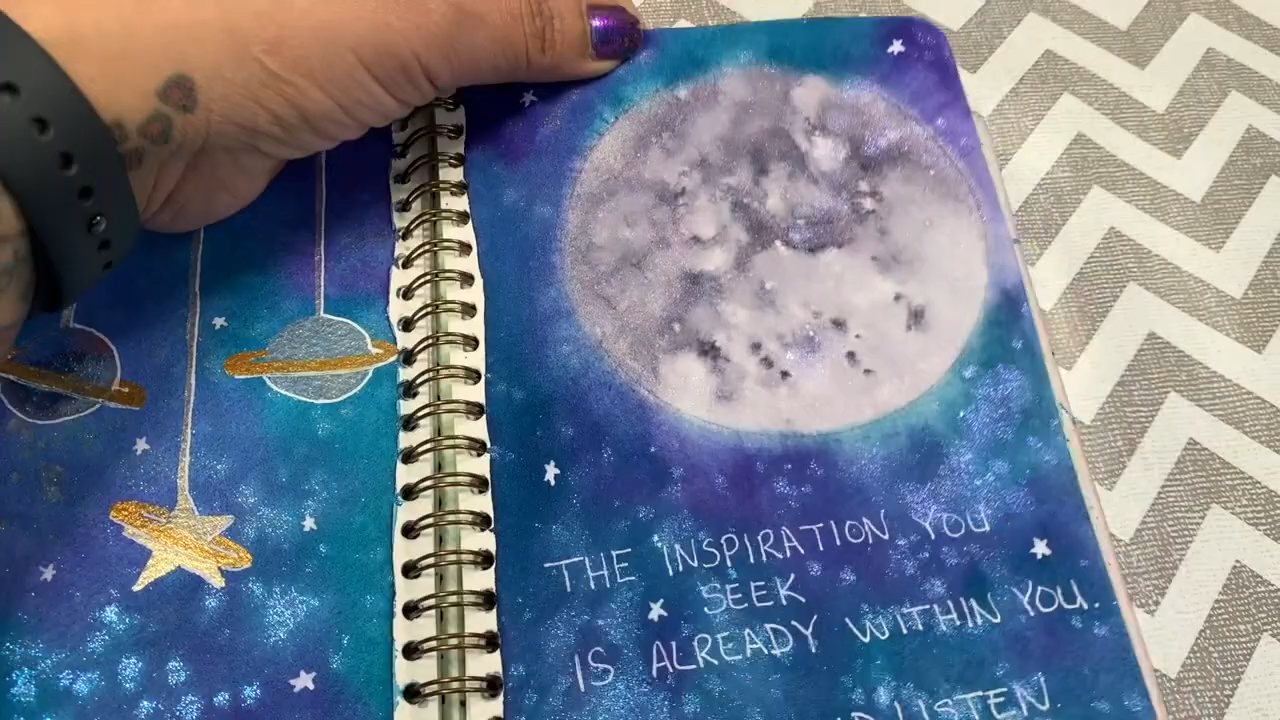 THE INSPIRATION YOU
SEEK
IS ALREADY WITHIN YOU.
LISTEN.